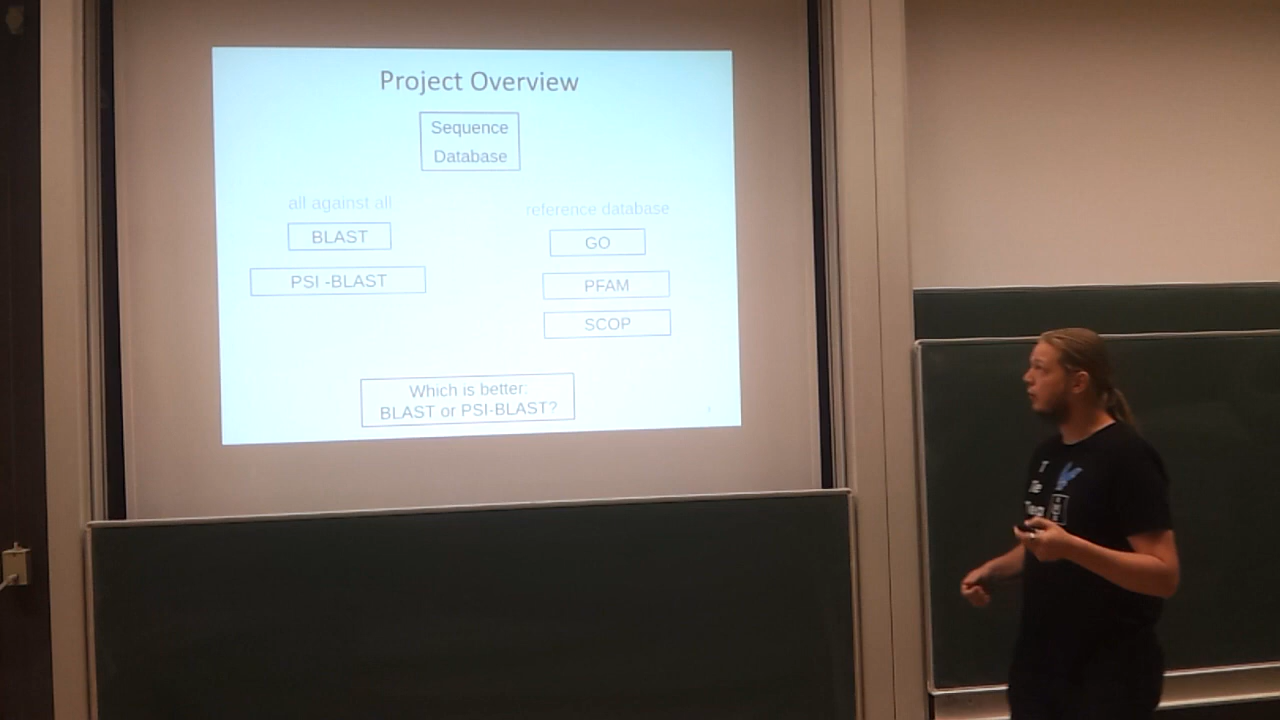 Project Overview
Sequence
Database
all against all
reference database
BLAST
GO
PSI -BLAST
PFAM
SCOP
Which is better:
BLAST or PSI-BLAST?